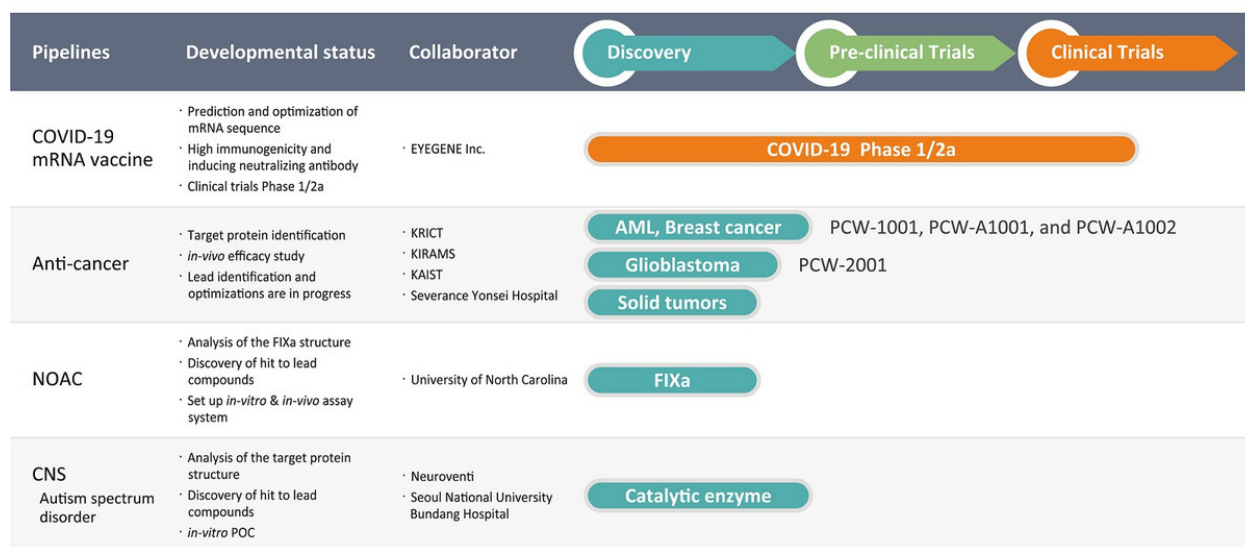 Pipelines
Developmental status
Collaborator
Discovery
Pre-clinical Trials
Clinical Trials
COVID-19
mRNA vaccine
· Prediction and optimization of
mRNA sequence
· High immunogenicity and
inducing neutralizing antibody
· Clinical trials Phase 1/2a
· EYEGENE Inc.
COVID-19 Phase 1/2a
Anti-cancer
· Target protein identification
· in-vivo efficacy study
· Lead identification and
optimizations are in progress
· KRICT
· KIRAMS
· KAIST
· Severance Yonsei Hospital
AML, Breast cancer
PCW-1001, PCW-A1001, and PCW-A1002
Glioblastoma
PCW-2001
Solid tumors
NOAC
· Analysis of the FIXa structure
· Discovery of hit to lead
compounds
· Set up in-vitro & in-vivo assay
system
· University of North Carolina
FIXa
CNS
Autism spectrum
disorder
· Analysis of the target protein
structure
· Discovery of hit to lead
compounds
· in-vitro POC
· Neuroventi
· Seoul National University
Bundang Hospital
Catalytic enzyme